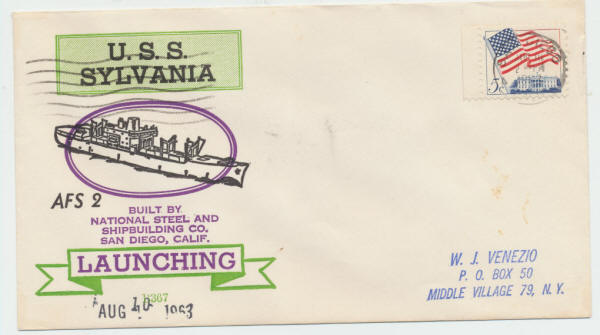 U. S. S.
SYLVANIA
5c
AFS 2
BUILT BY
NATIONAL STEEL AND
SHIPBUILDING CO.
SAN DIEGO, CALIF.
LAUNCHING
AUG 10 1963
W. J. VENEZIO
P. O. BOX 50
MIDDLE VILLAGE 79, N. Y.